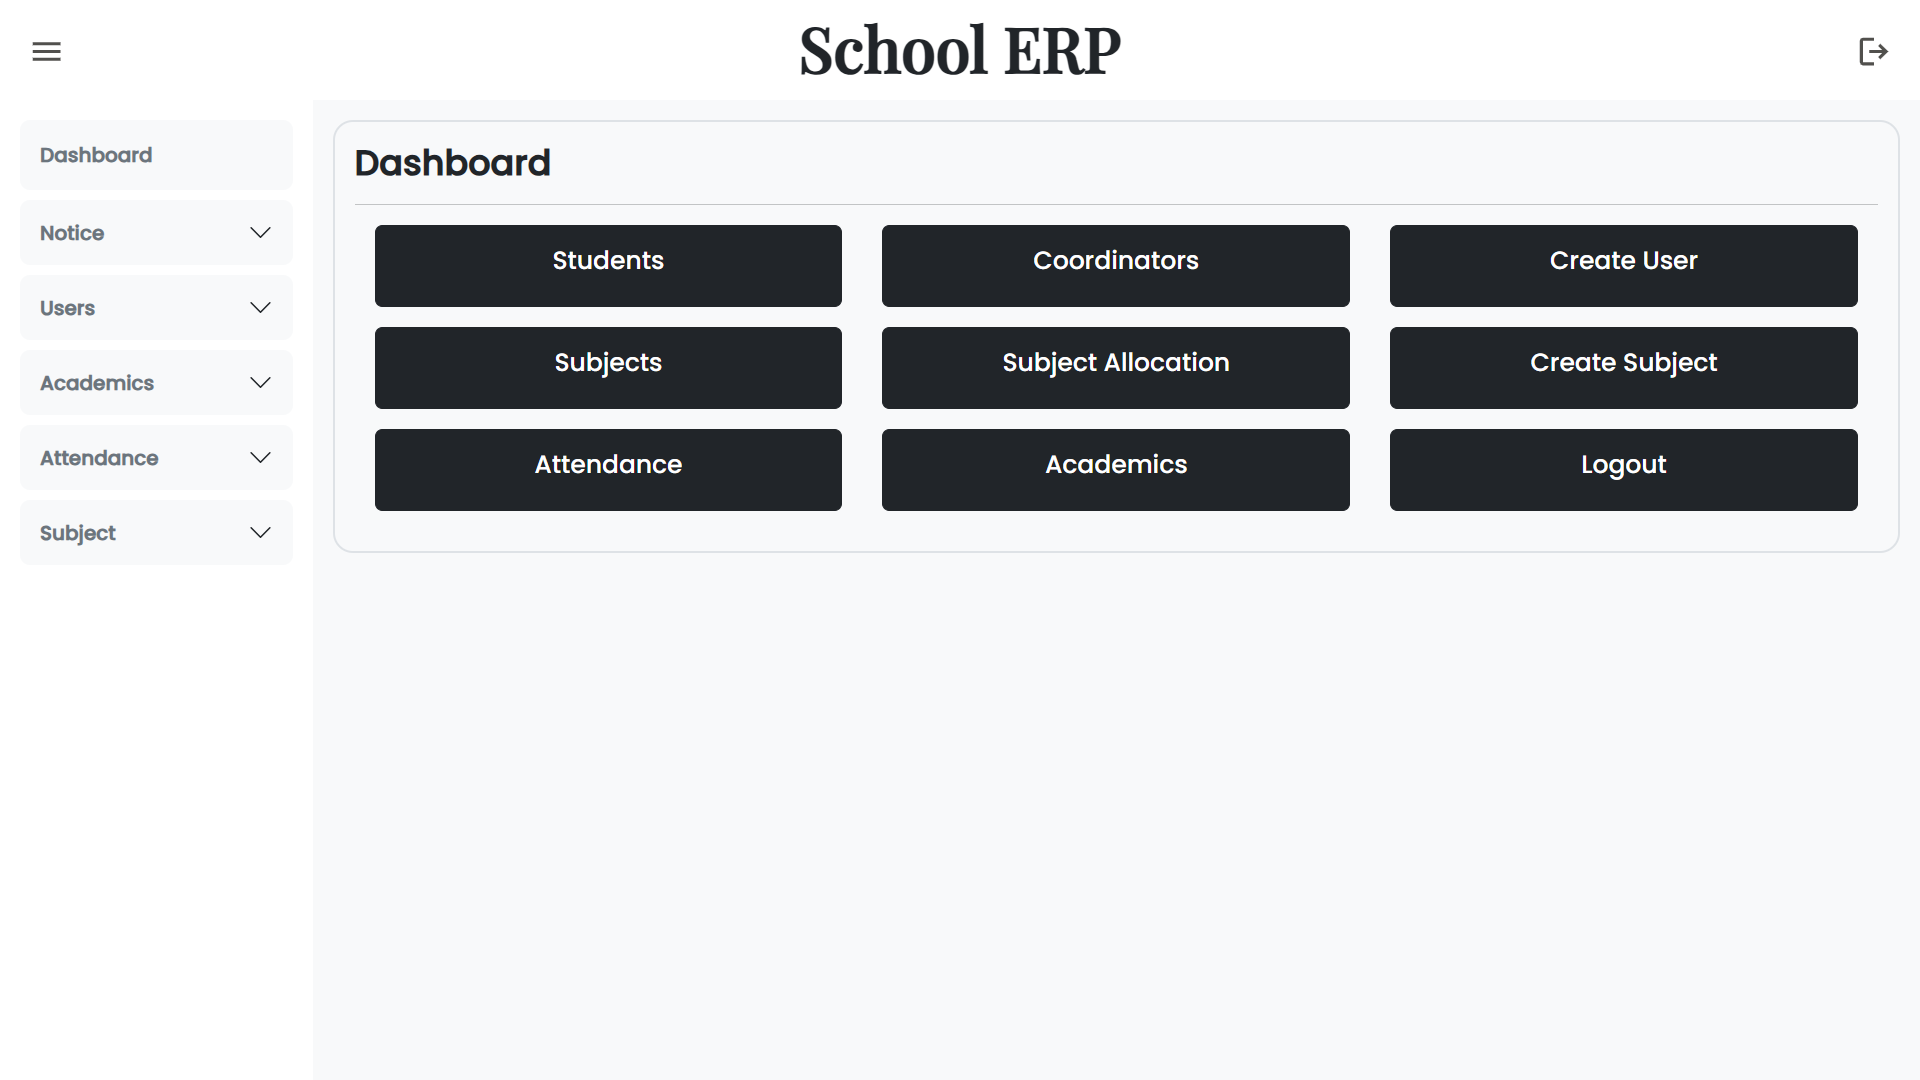 School ERP
Dashboard
Notice
Users
Academics
Attendance
Subject
Dashboard
Students
Coordinators
Create User
Subjects
Subject Allocation
Create Subject
Attendance
Academics
Logout